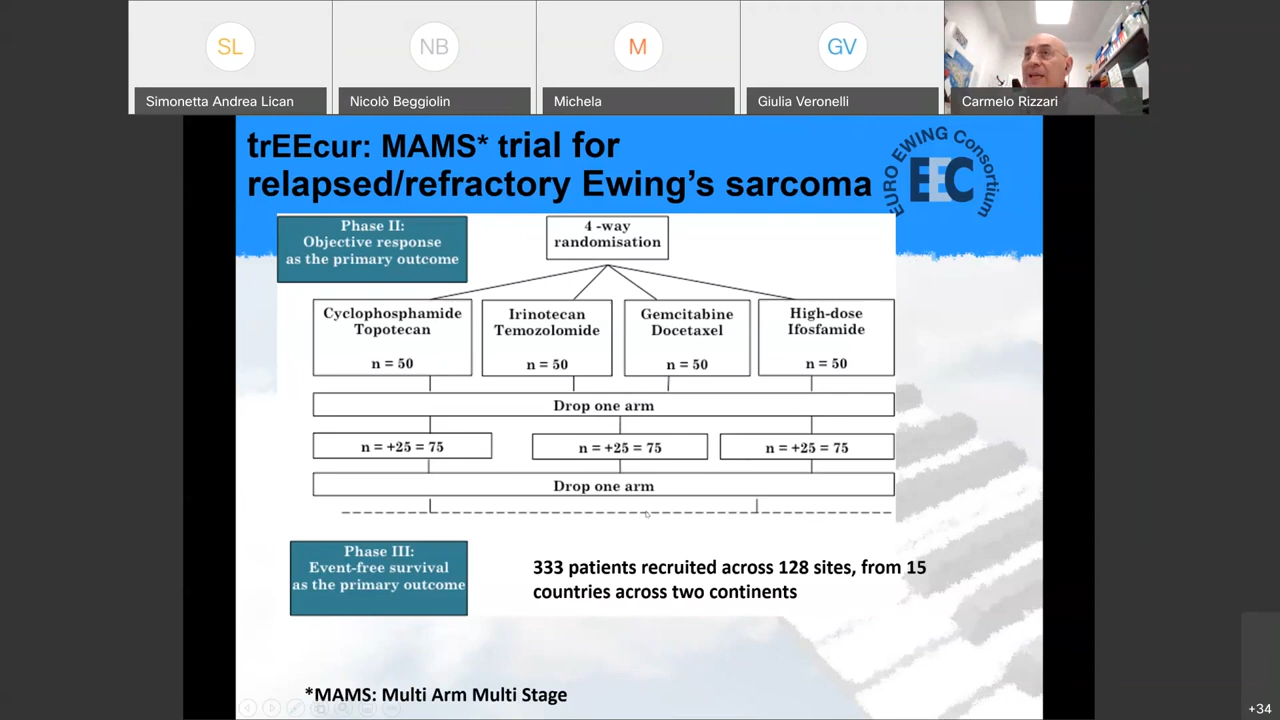 SL
NB
M
GV
Simonetta Andrea Lican
Nicolò Beggiolin
Michela
Giulia Veronelli
Carmelo Rizzari
trEEcur: MAMS* trial for
relapsed/refractory Ewing's sarcoma
EURO EWING Consortium
EEC
Phase II:
Objective response
as the primary outcome
4 -way
randomisation
Cyclophosphamide
Topotecan
n = 50
Irinotecan
Temozolomide
n = 50
Gemcitabine
Docetaxel
n = 50
High-dose
Ifosfamide
n = 50
Drop one arm
n = +25 = 75
n = +25 = 75
n = +25 = 75
Drop one arm
Phase III:
Event-free survival
as the primary outcome
333 patients recruited across 128 sites, from 15
countries across two continents
*MAMS: Multi Arm Multi Stage
+34